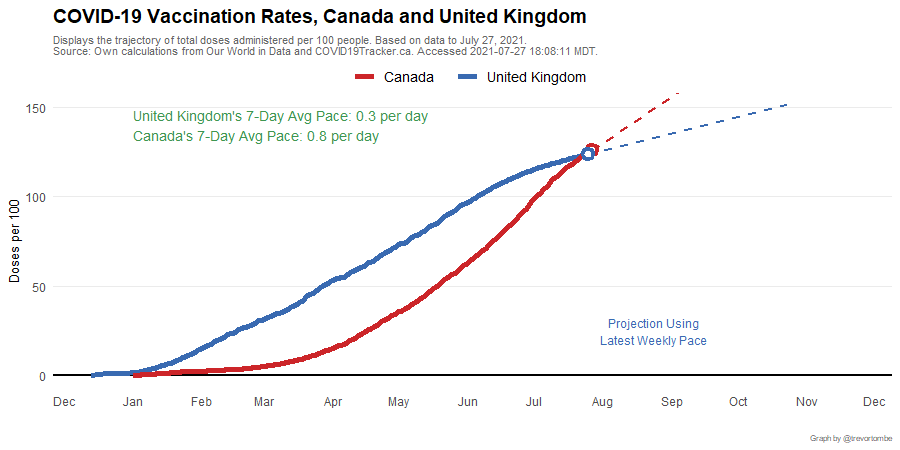 COVID-19 Vaccination Rates, Canada and United Kingdom
Displays the trajectory of total doses administered per 100 people. Based on data to July 27, 2021.
Source: Own calculations from Our World in Data and COVID19Tracker.ca. Accessed 2021-07-27 18:08:11 MDT.
Canada United Kingdom
United Kingdom's 7-Day Avg Pace: 0.3 per day
Canada's 7-Day Avg Pace: 0.8 per day
150
100
50
0
Doses per 100
Projection Using
Latest Weekly Pace
Dec Jan Feb Mar Apr May Jun Jul Aug Sep Oct Nov Dec
Graph by @trevortombe